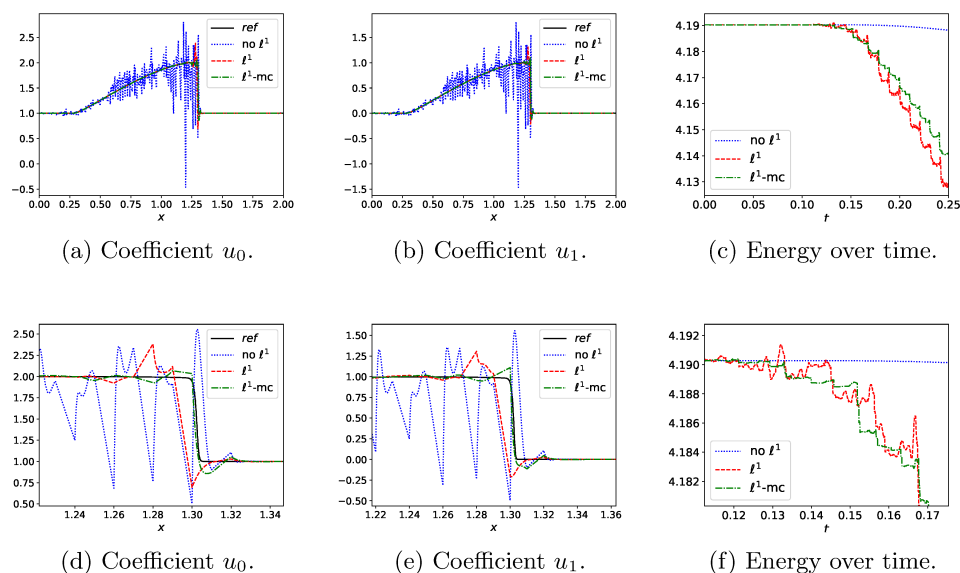 2.5
2.0
1.5
1.0
0.5
0.0
−0.5
0.00 0.25 0.50 0.75 1.00 1.25 1.50 1.75 2.00
x
ref
no ℓ¹
ℓ¹
ℓ¹-mc
(a) Coefficient u₀.
2.5
2.0
1.5
1.0
0.5
0.0
−0.5
−1.0
−1.5
0.00 0.25 0.50 0.75 1.00 1.25 1.50 1.75 2.00
x
ref
no ℓ¹
ℓ¹
ℓ¹-mc
(b) Coefficient u₁.
4.19
4.18
4.17
4.16
4.15
4.14
4.13
0.00 0.05 0.10 0.15 0.20 0.25
t
no ℓ¹
ℓ¹
ℓ¹-mc
(c) Energy over time.
2.50
2.25
2.00
1.75
1.50
1.25
1.00
0.75
0.50
1.24 1.26 1.28 1.30 1.32 1.34
x
ref
no ℓ¹
ℓ¹
ℓ¹-mc
(d) Coefficient u₀.
1.50
1.25
1.00
0.75
0.50
0.25
0.00
−0.25
−0.50
1.22 1.24 1.26 1.28 1.30 1.32 1.34 1.36
x
ref
no ℓ¹
ℓ¹
ℓ¹-mc
(e) Coefficient u₁.
4.192
4.190
4.188
4.186
4.184
4.182
0.12 0.13 0.14 0.15 0.16 0.17
t
no ℓ¹
ℓ¹
ℓ¹-mc
(f) Energy over time.